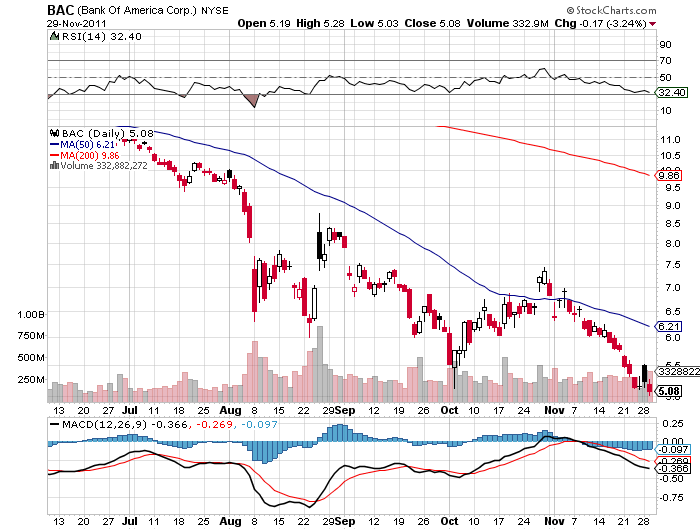 BAC (Bank Of America Corp.) NYSE © StockCharts.com
29-Nov-2011 Open 5.19 High 5.28 Low 5.03 Close 5.08 Volume 332.9M Chg -0.17 (-3.24%)
RSI(14) 32.40
90
70
50
32.40
10
BAC (Daily) 5.08
MA(50) 6.21
MA(200) 9.86
Volume 332,882,272
11.0
10.5
10.0
9.86
9.5
9.0
8.5
8.0
7.5
7.0
6.5
6.21
6.0
5.5
3328822
5.08
1.00B
750M
500M
250M
13 20 27 Jul 11 18 25 Aug 8 15 22 Sep 12 19 26 Oct 10 17 24 Nov 7 14 21 28
MACD(12,26,9) -0.366, -0.269, -0.097
0.25
0.00
-0.097
-0.269
-0.366
-0.50
-0.75
13 20 27 Jul 11 18 25 Aug 8 15 22 Sep 12 19 26 Oct 10 17 24 Nov 7 14 21 28